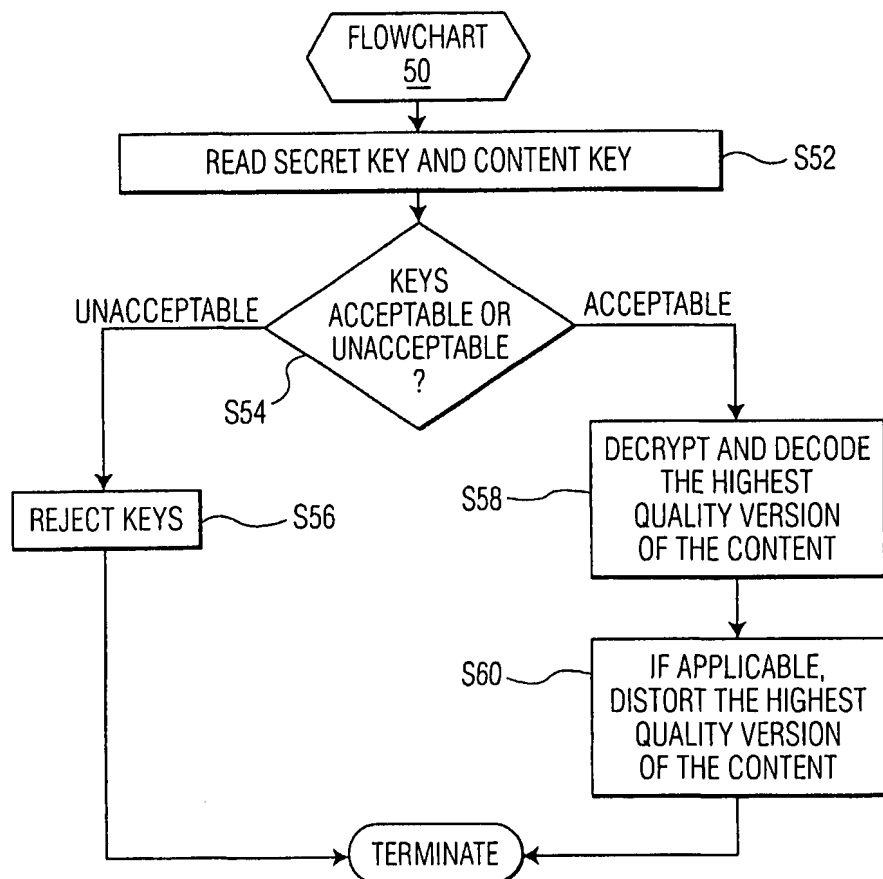 FLOWCHART
50
READ SECRET KEY AND CONTENT KEY
S52
KEYS
ACCEPTABLE OR
UNACCEPTABLE
?
UNACCEPTABLE
ACCEPTABLE
S54
REJECT KEYS
S56
DECRYPT AND DECODE
THE HIGHEST
QUALITY VERSION
OF THE CONTENT
S58
IF APPLICABLE,
DISTORT THE HIGHEST
QUALITY VERSION
OF THE CONTENT
S60
TERMINATE